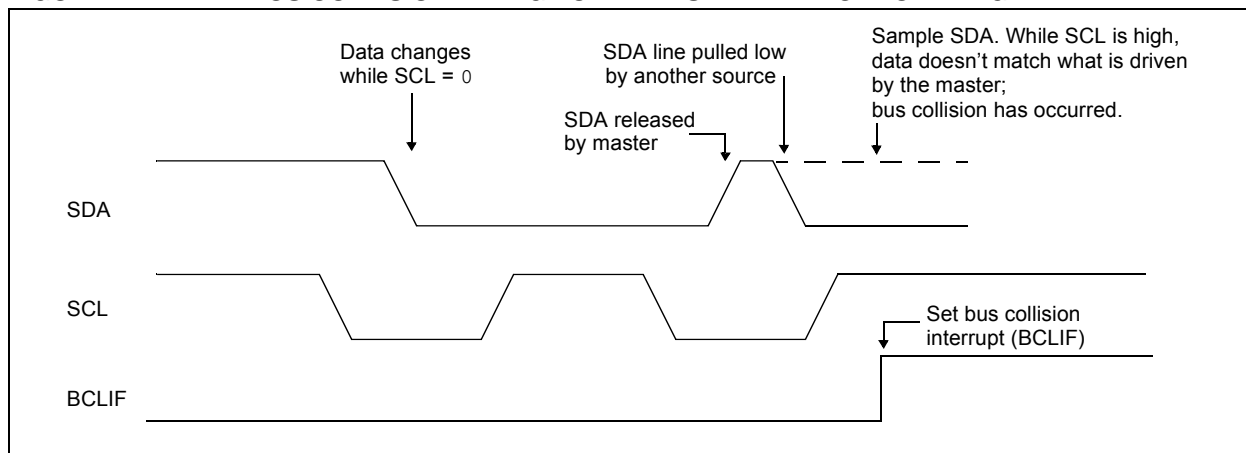 Data changes
while SCL = 0
SDA line pulled low
by another source
Sample SDA. While SCL is high,
data doesn't match what is driven
by the master;
bus collision has occurred.
SDA released
by master
SDA
SCL
Set bus collision
interrupt (BCLIF)
BCLIF